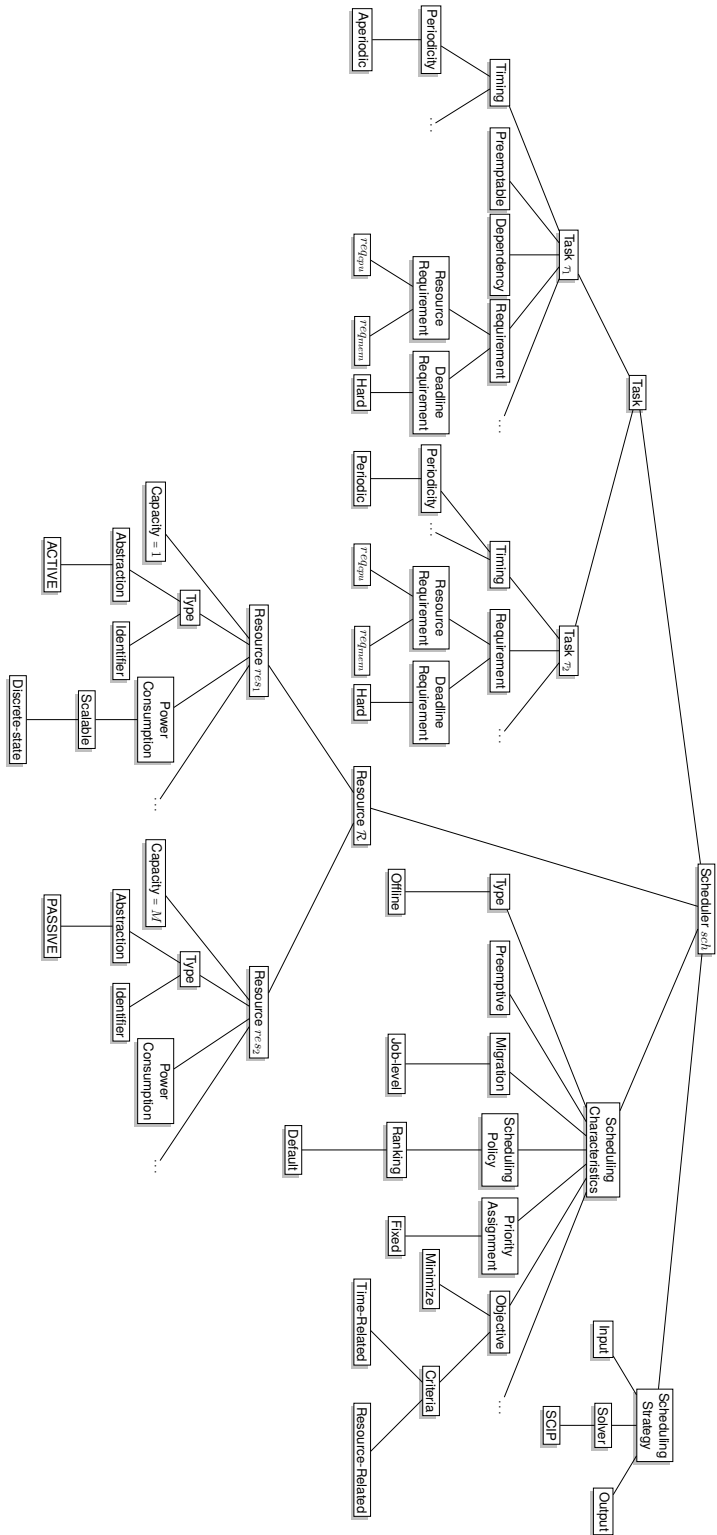 Scheduler sch
Task
Task τ1
Timing
Periodicity
Aperiodic
...
Preemptable
Dependency
Requirement
Resource
Requirement
reqcpu
reqmem
Deadline
Requirement
Hard
...
Task τ2
Timing
Periodicity
Periodic
...
Requirement
Resource
Requirement
reqcpu
reqmem
Deadline
Requirement
Hard
...
Resource R
Resource res1
Capacity = 1
Type
Abstraction
ACTIVE
Identifier
Power
Consumption
Scalable
Discrete-state
...
Resource res2
Capacity = M
Type
Abstraction
PASSIVE
Identifier
Power
Consumption
...
Scheduling
Characteristics
Type
Offline
Preemptive
Migration
Job-level
Scheduling
Policy
Ranking
Default
Priority
Assignment
Fixed
Objective
Minimize
Criteria
Time-Related
Resource-Related
...
Scheduling
Strategy
Input
Solver
SCIP
Output